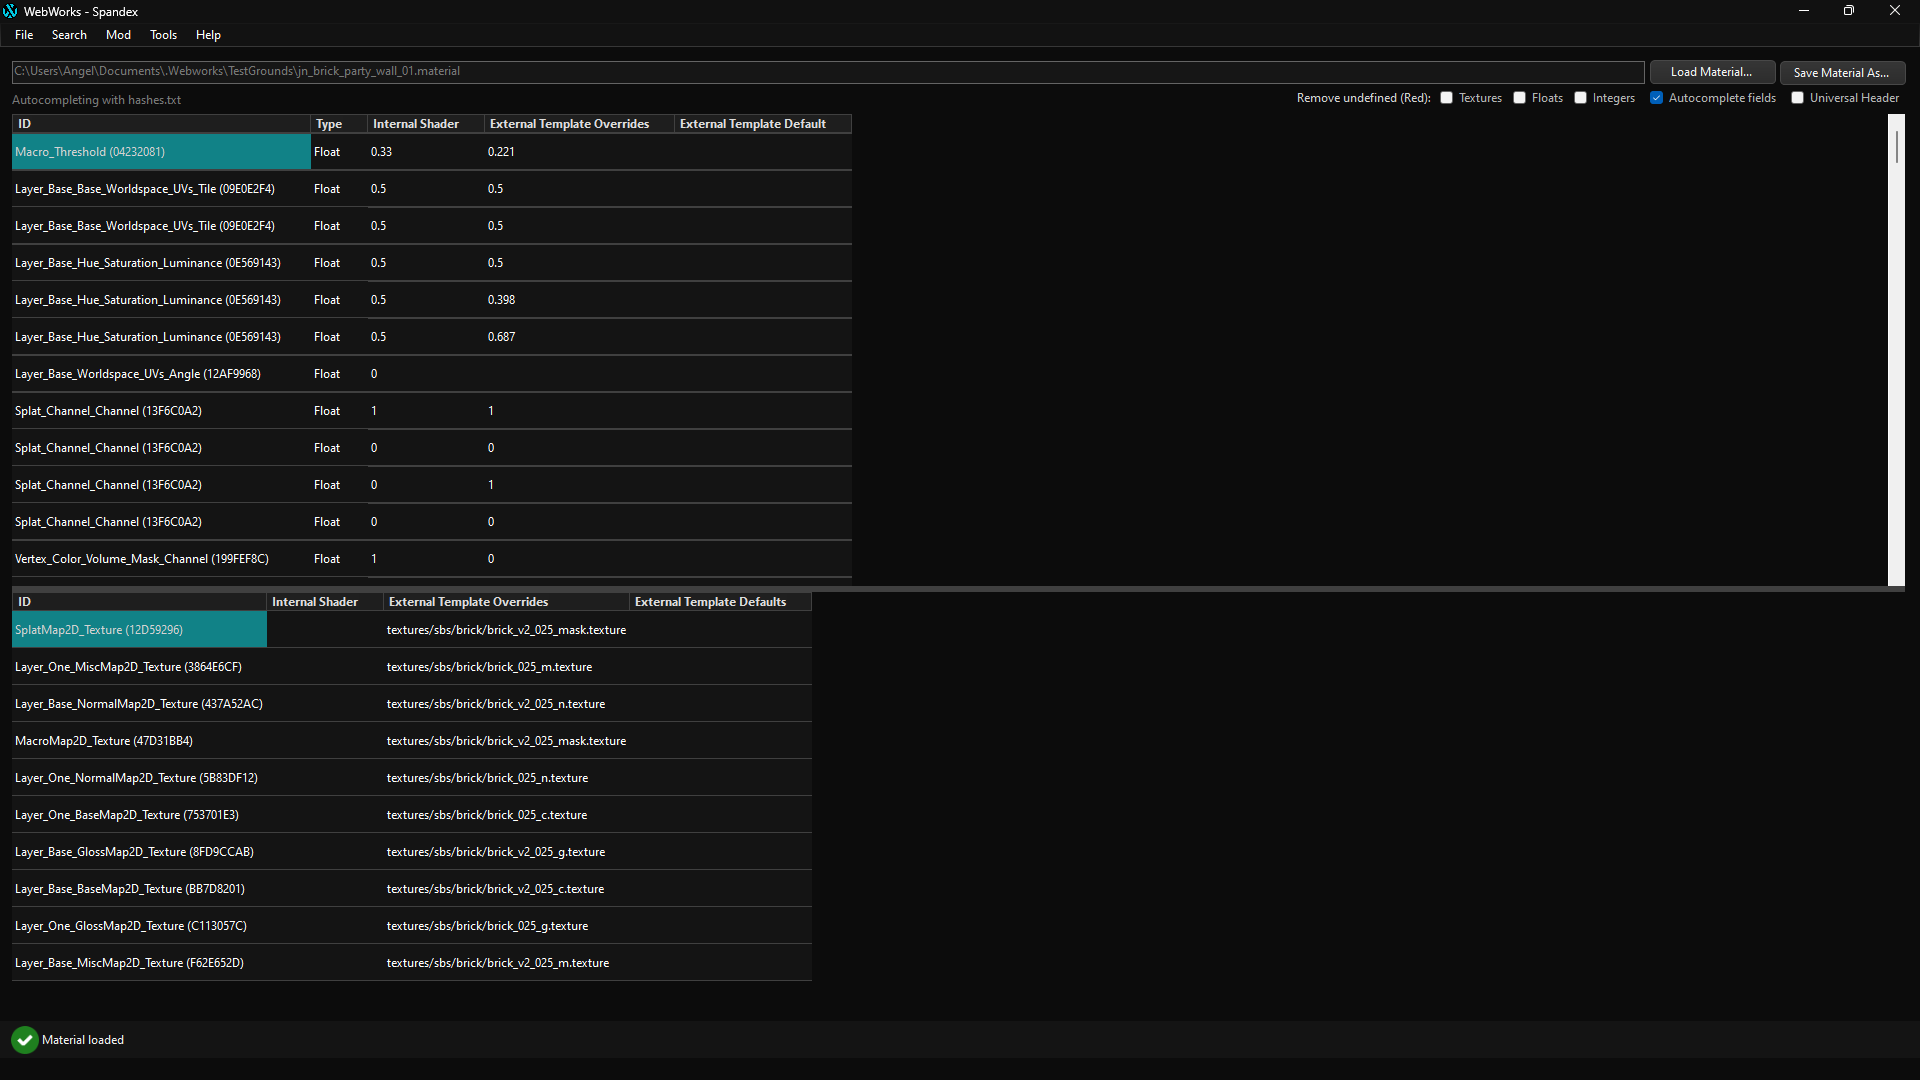 WebWorks - Spandex
File Search Mod Tools Help
C:\Users\Angel\Documents\.Webworks\TestGrounds\jn_brick_party_wall_01.material Load Material... Save Material As...
Autocompleting with hashes.txt Remove undefined (Red): Textures Floats Integers Autocomplete fields Universal Header
ID Type Internal Shader External Template Overrides External Template Default
Macro_Threshold (04232081) Float 0.33 0.221
Layer_Base_Base_Worldspace_UVs_Tile (09E0E2F4) Float 0.5 0.5
Layer_Base_Base_Worldspace_UVs_Tile (09E0E2F4) Float 0.5 0.5
Layer_Base_Hue_Saturation_Luminance (0E569143) Float 0.5 0.5
Layer_Base_Hue_Saturation_Luminance (0E569143) Float 0.5 0.398
Layer_Base_Hue_Saturation_Luminance (0E569143) Float 0.5 0.687
Layer_Base_Worldspace_UVs_Angle (12AF9968) Float 0
Splat_Channel_Channel (13F6C0A2) Float 1 1
Splat_Channel_Channel (13F6C0A2) Float 0 0
Splat_Channel_Channel (13F6C0A2) Float 0 1
Splat_Channel_Channel (13F6C0A2) Float 0 0
Vertex_Color_Volume_Mask_Channel (199FEF8C) Float 1 0
ID Internal Shader External Template Overrides External Template Defaults
SplatMap2D_Texture (12D59296) textures/sbs/brick/brick_v2_025_mask.texture
Layer_One_MiscMap2D_Texture (3864E6CF) textures/sbs/brick/brick_025_m.texture
Layer_Base_NormalMap2D_Texture (437A52AC) textures/sbs/brick/brick_v2_025_n.texture
MacroMap2D_Texture (47D31BB4) textures/sbs/brick/brick_v2_025_mask.texture
Layer_One_NormalMap2D_Texture (5B83DF12) textures/sbs/brick/brick_025_n.texture
Layer_One_BaseMap2D_Texture (753701E3) textures/sbs/brick/brick_025_c.texture
Layer_Base_GlossMap2D_Texture (8FD9CCAB) textures/sbs/brick/brick_v2_025_g.texture
Layer_Base_BaseMap2D_Texture (BB7D8201) textures/sbs/brick/brick_v2_025_c.texture
Layer_One_GlossMap2D_Texture (C113057C) textures/sbs/brick/brick_025_g.texture
Layer_Base_MiscMap2D_Texture (F62E652D) textures/sbs/brick/brick_v2_025_m.texture
Material loaded